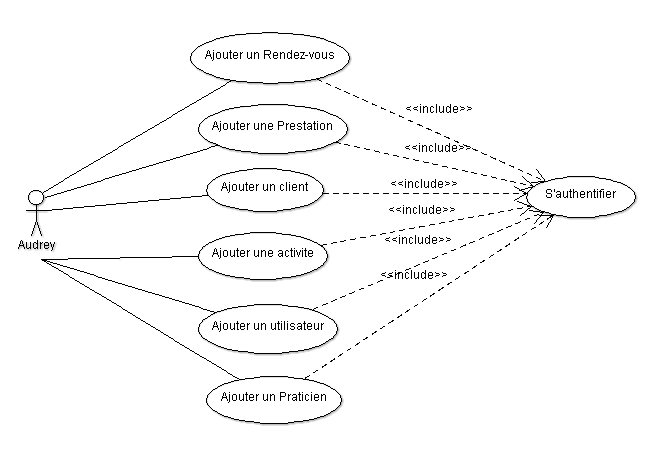 Ajouter un Rendez-vous
<<include>>
Ajouter une Prestation
<<include>>
Ajouter un client
<<include>>
S'authentifier
<<include>>
Audrey
<<include>>
Ajouter une activite
<<include>>
Ajouter un utilisateur
Ajouter un Praticien